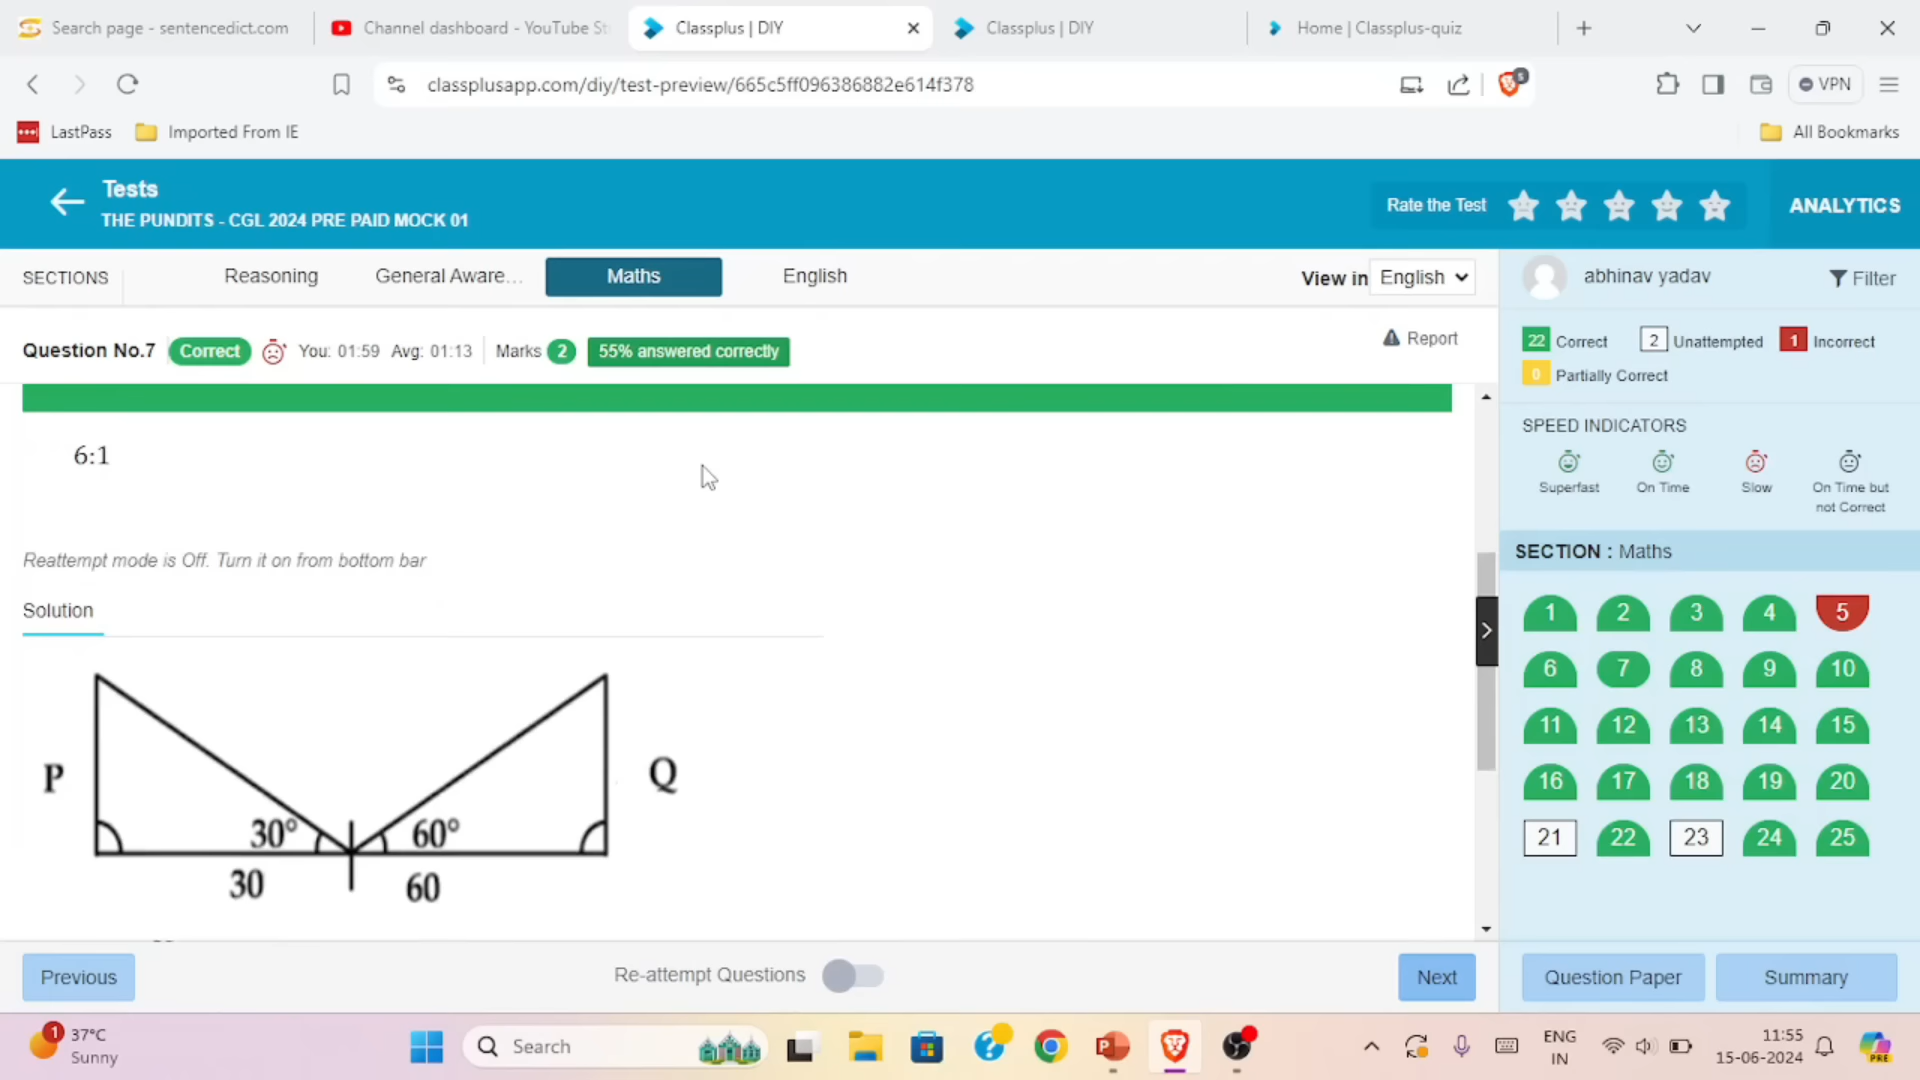 Search page - sentencedict.com
Channel dashboard - YouTube St
Classplus | DIY
Classplus | DIY
Home | Classplus-quiz
classplusapp.com/diy/test-preview/665c5ff096386882e614f378
5
VPN
LastPass
Imported From IE
All Bookmarks
Tests
THE PUNDITS - CGL 2024 PRE PAID MOCK 01
Rate the Test
ANALYTICS
SECTIONS
Reasoning
General Aware...
Maths
English
View in
English
abhinav yadav
Filter
Question No.7
Correct
You: 01:59
Avg: 01:13
Marks
2
55% answered correctly
Report
22 Correct
2 Unattempted
1 Incorrect
0 Partially Correct
SPEED INDICATORS
Superfast
On Time
Slow
On Time but
not Correct
6:1
Reattempt mode is Off. Turn it on from bottom bar
Solution
P
Q
30°
60°
30
60
SECTION : Maths
1 2 3 4 5
6 7 8 9 10
11 12 13 14 15
16 17 18 19 20
21 22 23 24 25
Previous
Re-attempt Questions
Next
Question Paper
Summary
1
37°C
Sunny
Search
ENG
IN
11:55
15-06-2024
PRE